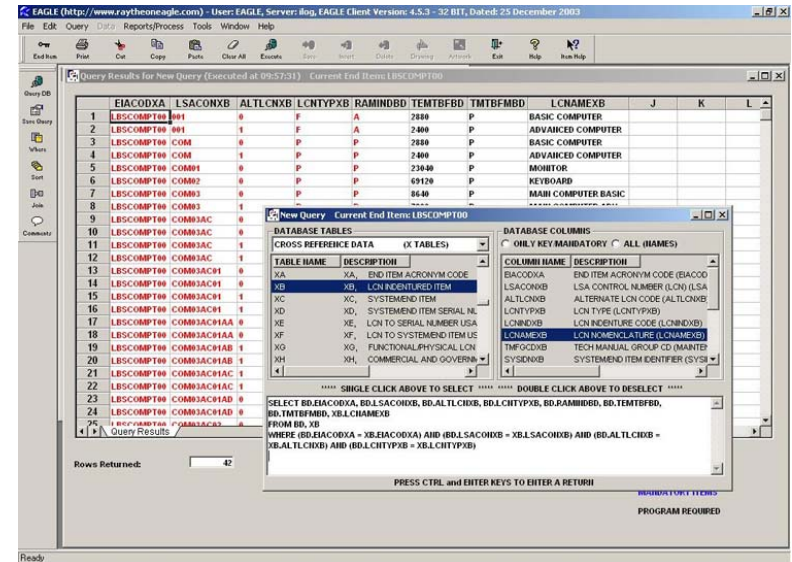 EAGLE (http://www.raytheoneagle.com) - User: EAGLE, Server: ilog, EAGLE Client Version: 4.5.3 - 32 BIT, Dated: 25 December 2003
File Edit Query Data Reports/Process Tools Window Help
End Item Print Cut Copy Paste Clear All Execute Save Insert Delete Drawing Artwork Exit Help Item Help
Query Results for New Query (Executed at 09:57:31) Current End Item: LBSCOMPT00
Query DB
Save Query
Where
Sort
Join
Comments
EIACODXA LSACONXB ALTLCNXB LCNTYPXB RAMINDBD TEMTBFBD TMTBFMBD LCNAMEXB J K L
1 LBSCOMPT00 001 0 F A 2880 P BASIC COMPUTER
2 LBSCOMPT00 001 1 F A 2400 P ADVANCED COMPUTER
3 LBSCOMPT00 COM 0 P P 2880 P BASIC COMPUTER
4 LBSCOMPT00 COM 1 P P 2400 P ADVANCED COMPUTER
5 LBSCOMPT00 COM01 0 P P 23040 P MONITOR
6 LBSCOMPT00 COM02 0 P P 69120 P KEYBOARD
7 LBSCOMPT00 COM03 0 P P 8640 P MAIN COMPUTER BASIC
8 LBSCOMPT00 COM03 1
9 LBSCOMPT00 COM03AC 0
10 LBSCOMPT00 COM03AC 0
11 LBSCOMPT00 COM03AC 1
12 LBSCOMPT00 COM03AC 1
13 LBSCOMPT00 COM03AC01 0
14 LBSCOMPT00 COM03AC01 0
15 LBSCOMPT00 COM03AC01 1
16 LBSCOMPT00 COM03AC01 1
17 LBSCOMPT00 COM03AC01AA 0
18 LBSCOMPT00 COM03AC01AA 0
19 LBSCOMPT00 COM03AC01AB 1
20 LBSCOMPT00 COM03AC01AB 1
21 LBSCOMPT00 COM03AC01AC 1
22 LBSCOMPT00 COM03AC01AC 1
23 LBSCOMPT00 COM03AC01AD 0
24 LBSCOMPT00 COM03AC01AD 0
25 LBSCOMPT00 COM03AC02 0
Query Results
Rows Returned: 42
New Query Current End Item: LBSCOMPT00
DATABASE TABLES
CROSS REFERENCE DATA (X TABLES)
TABLE NAME DESCRIPTION
XA XA, END ITEM ACRONYM CODE
XB XB, LCN INDENTURED ITEM
XC XC, SYSTEM/END ITEM
XD XD, SYSTEM/END ITEM SERIAL NU
XE XE, LCN TO SERIAL NUMBER USA
XF XF, LCN TO SYSTEM/END ITEM US
XG XG, FUNCTIONAL/PHYSICAL LCN
XH XH, COMMERCIAL AND GOVERNM
DATABASE COLUMNS
ONLY KEY/MANDATORY ALL (NAMES)
COLUMN NAME DESCRIPTION
EIACODXA END ITEM ACRONYM CODE (EIACOD
LSACONXB LSA CONTROL NUMBER (LCN) (LSA
ALTLCNXB ALTERNATE LCN CODE (ALTLCNXB
LCNTYPXB LCN TYPE (LCNTYPXB)
LCNINDXB LCN INDENTURE CODE (LCNINDXB)
LCNAMEXB LCN NOMENCLATURE (LCNAMEXB)
TMFGCDXB TECH MANUAL GROUP CD (MAINTEN
SYSIDNXB SYSTEM/END ITEM IDENTIFIER (SYSI
***** SINGLE CLICK ABOVE TO SELECT ***** ***** DOUBLE CLICK ABOVE TO DESELECT *****
SELECT BD.EIACODXA, BD.LSACONXB, BD.ALTLCNXB, BD.LCNTYPXB, BD.RAMINDBD, BD.TEMTBFBD,
BD.TMTBFMBD, XB.LCNAMEXB
FROM BD, XB
WHERE (BD.EIACODXA = XB.EIACODXA) AND (BD.LSACONXB = XB.LSACONXB) AND (BD.ALTLCNXB =
XB.ALTLCNXB) AND (BD.LCNTYPXB = XB.LCNTYPXB)
PRESS CTRL and ENTER KEYS TO ENTER A RETURN
MANDATORY ITEMS
PROGRAM REQUIRED
Ready